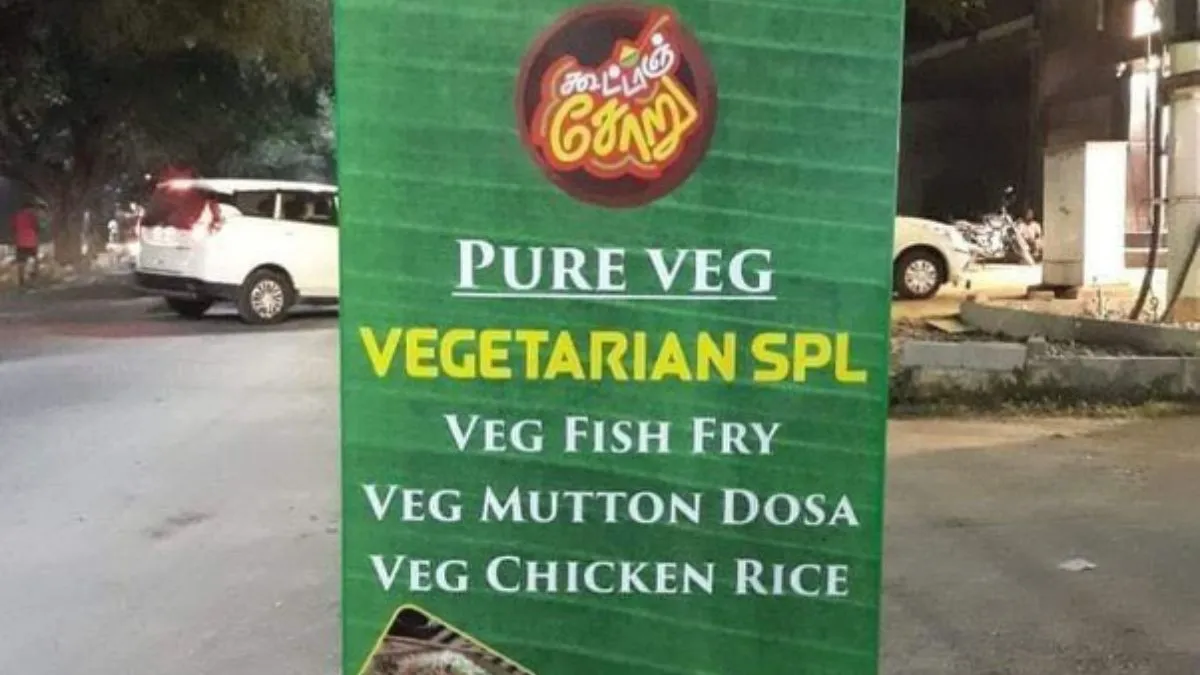 கூட்டாஞ்
சோறு
PURE VEG
VEGETARIAN SPL
VEG FISH FRY
VEG MUTTON DOSA
VEG CHICKEN RICE